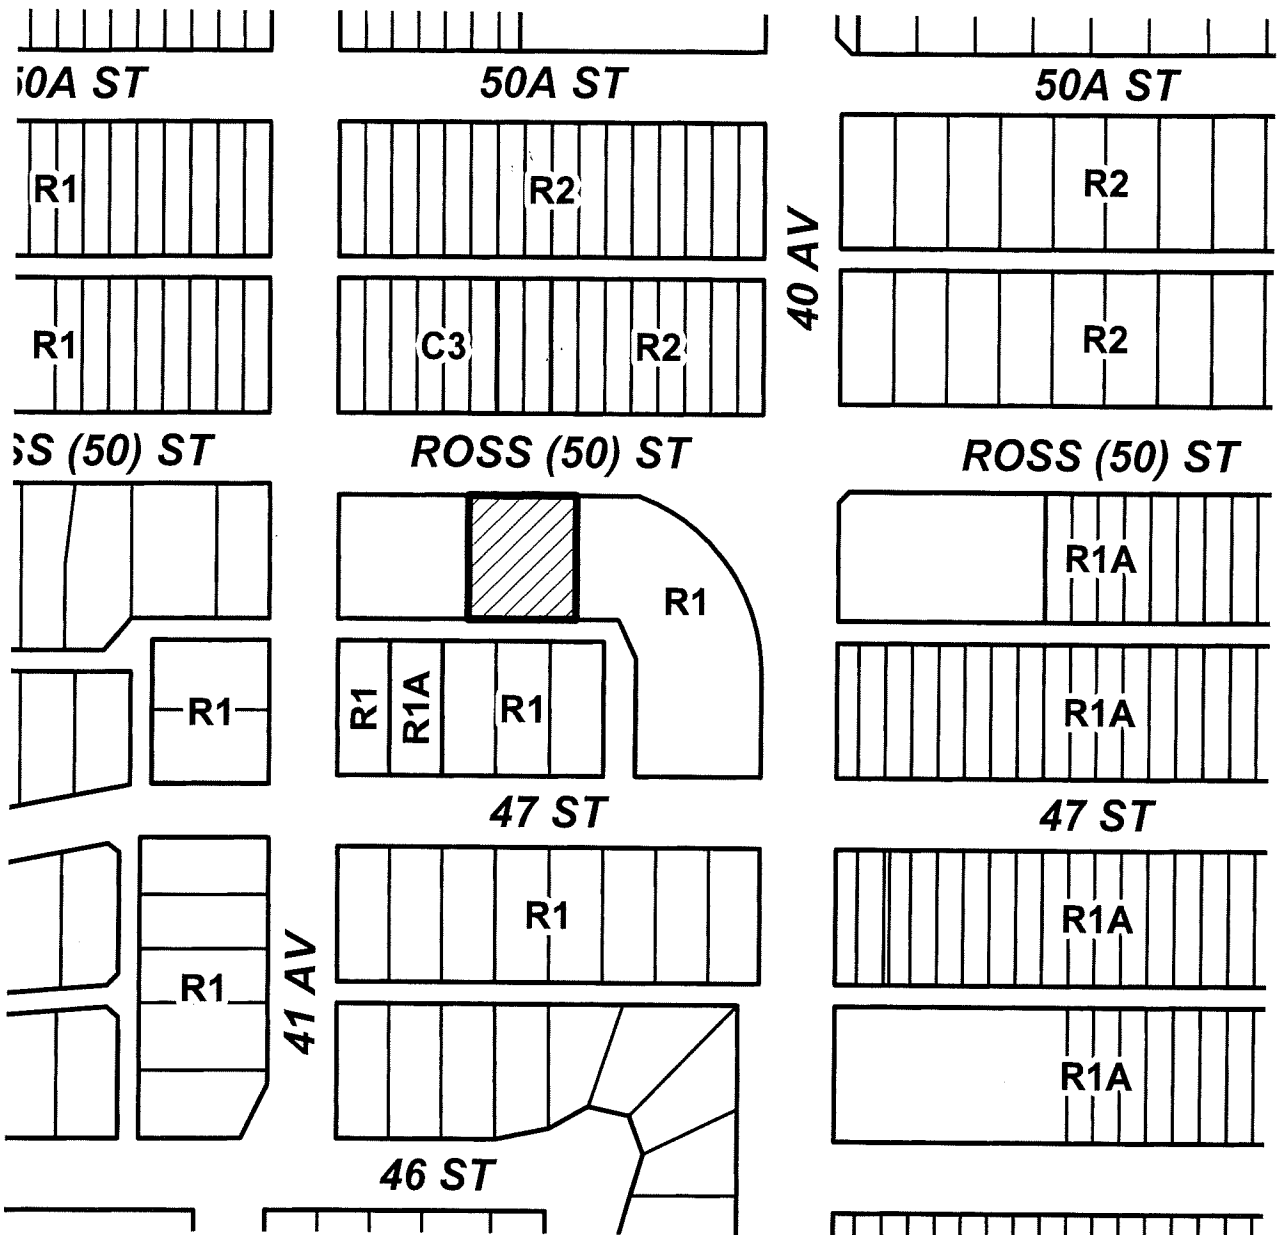 50A ST 50A ST 50A ST
R1 R2 R2
40 AV
R1 C3 R2 R2
SS (50) ST ROSS (50) ST ROSS (50) ST
R1A
R1
R1 R1 R1A R1 R1A
47 ST 47 ST
R1 R1A
R1
41 AV
R1A
46 ST